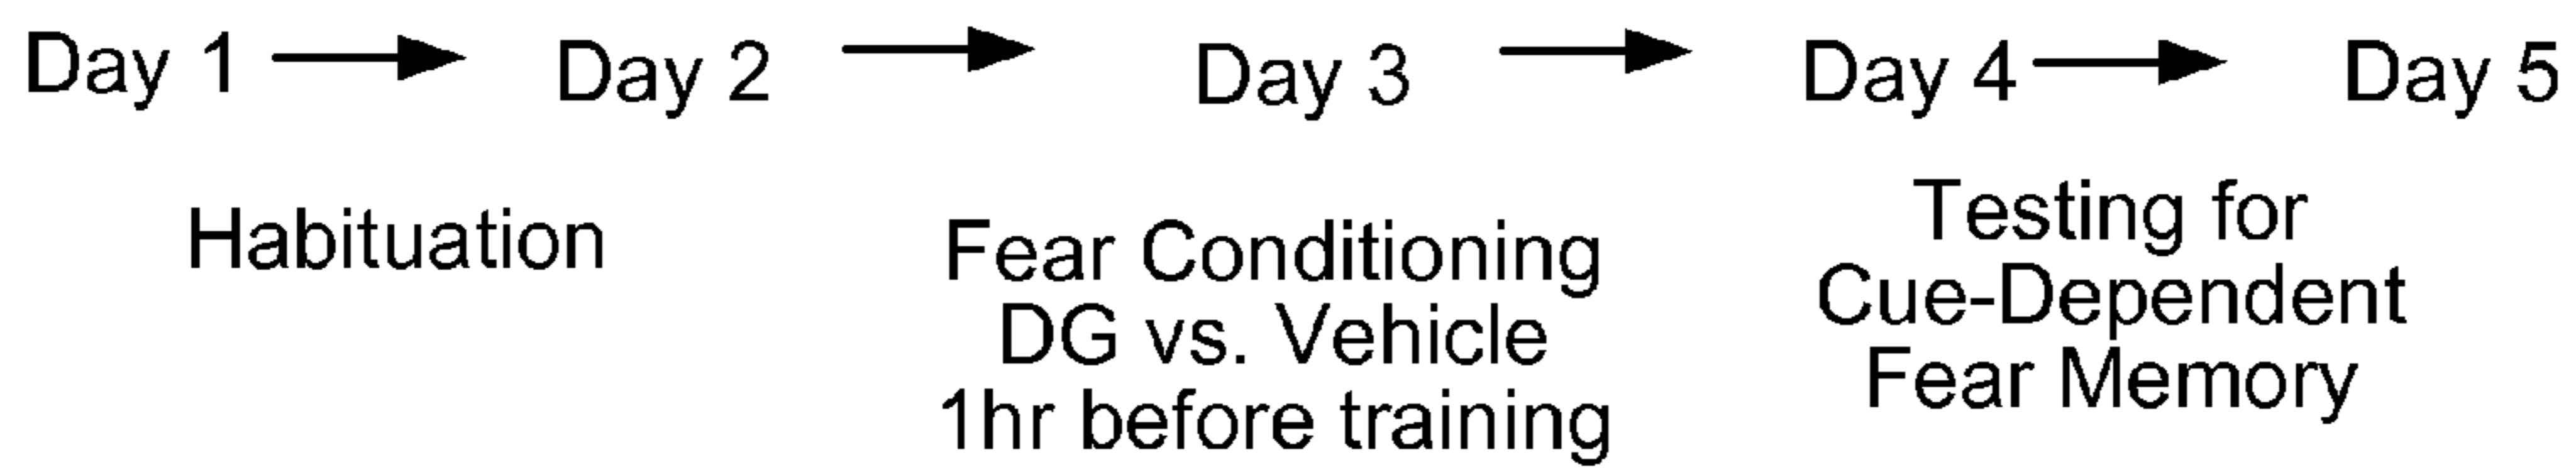 Day 1 Day 2 Day 3 Day 4 Day 5
Habituation
Fear Conditioning
DG vs. Vehicle
1hr before training
Testing for
Cue-Dependent
Fear Memory